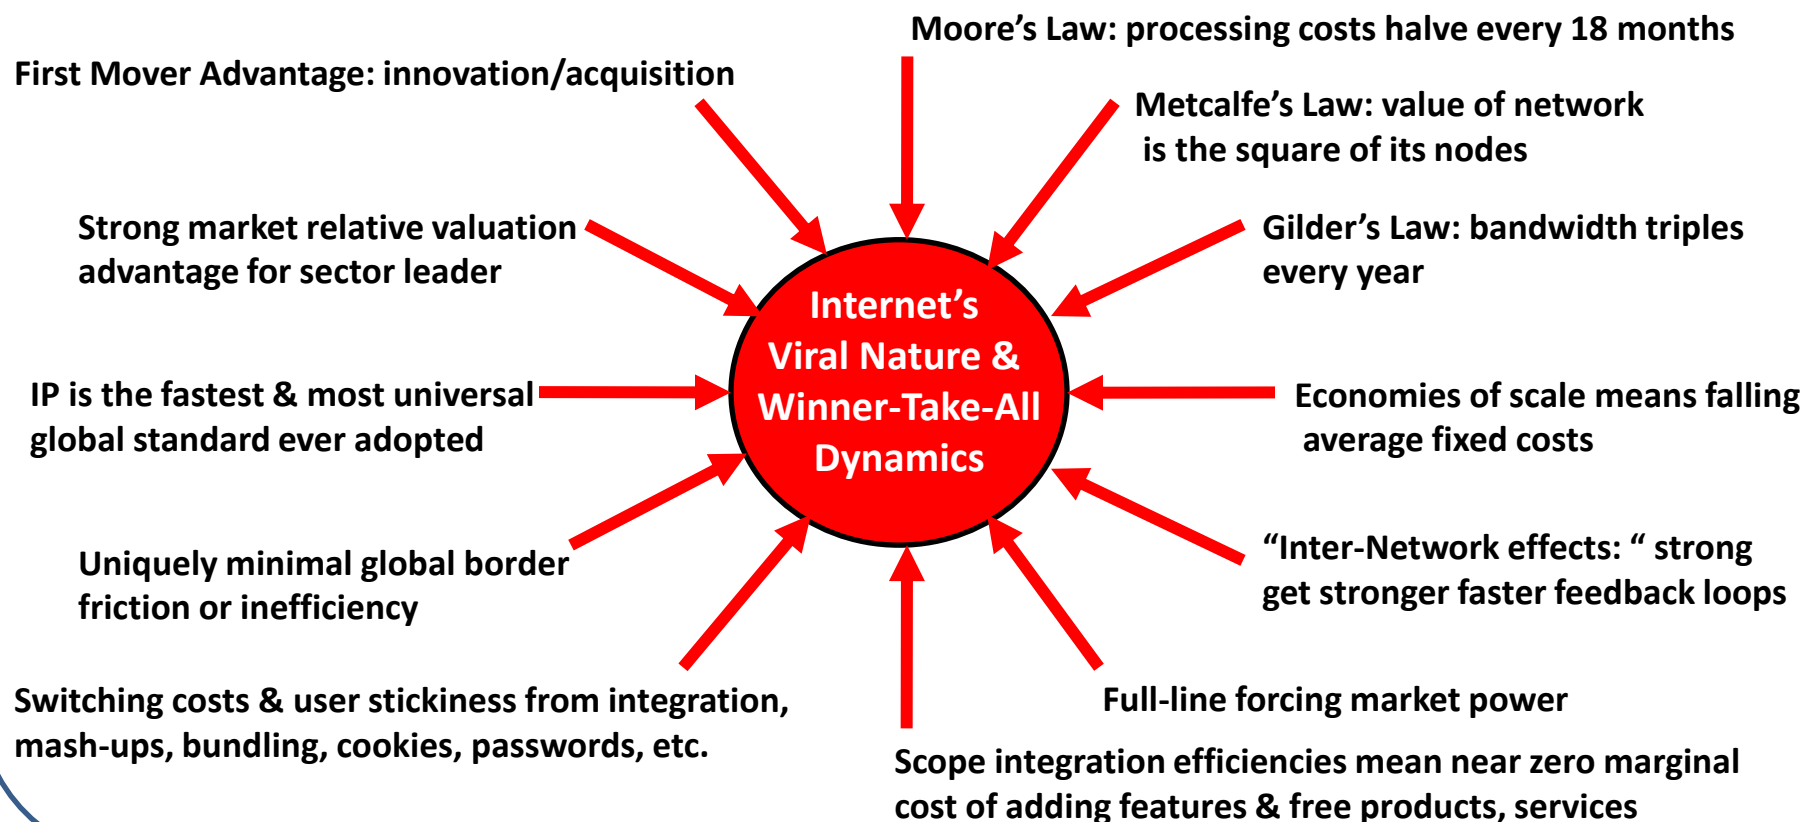 Moore’s Law: processing costs halve every 18 months
First Mover Advantage: innovation/acquisition
Metcalfe’s Law: value of network
is the square of its nodes
Strong market relative valuation
advantage for sector leader
Gilder’s Law: bandwidth triples
every year
Internet’s
Viral Nature &
Winner-Take-All
Dynamics
IP is the fastest & most universal
global standard ever adopted
Economies of scale means falling
average fixed costs
Uniquely minimal global border
friction or inefficiency
“Inter-Network effects: “ strong
get stronger faster feedback loops
Switching costs & user stickiness from integration,
mash-ups, bundling, cookies, passwords, etc.
Full-line forcing market power
Scope integration efficiencies mean near zero marginal
cost of adding features & free products, services